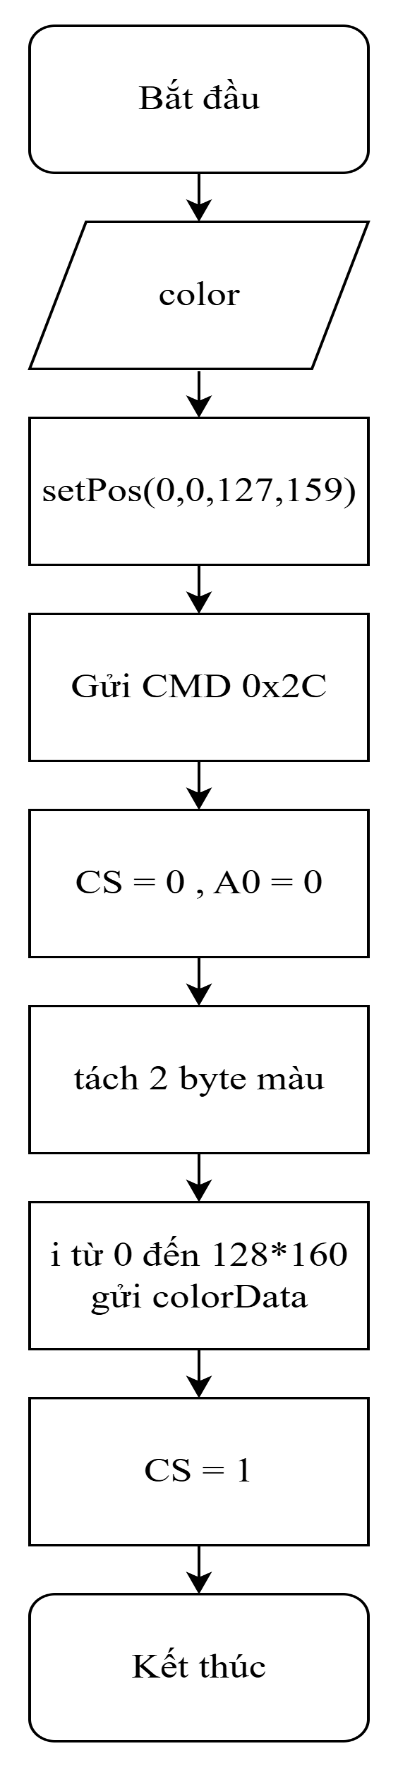 Bắt đầu
color
setPos(0,0,127,159)
Gửi CMD 0x2C
CS = 0 , A0 = 0
tách 2 byte màu
i từ 0 đến 128*160
gửi colorData
CS = 1
Kết thúc